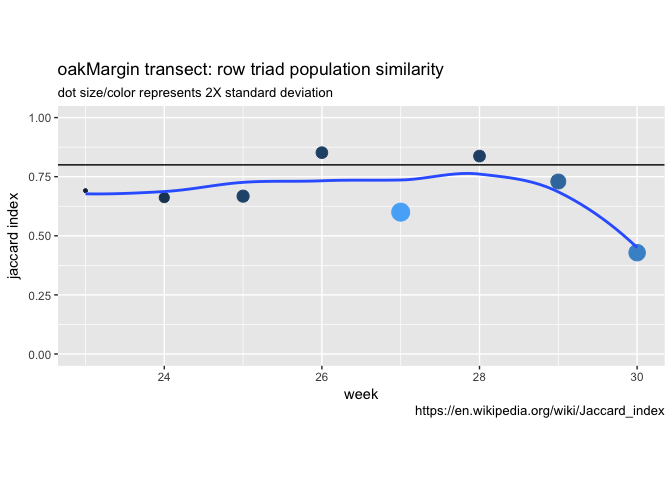 oakMargin transect: row triad population similarity
dot size/color represents 2X standard deviation
1.00
0.75
0.50
0.25
0.00
jaccard index
24 26 28 30
week
https://en.wikipedia.org/wiki/Jaccard_index